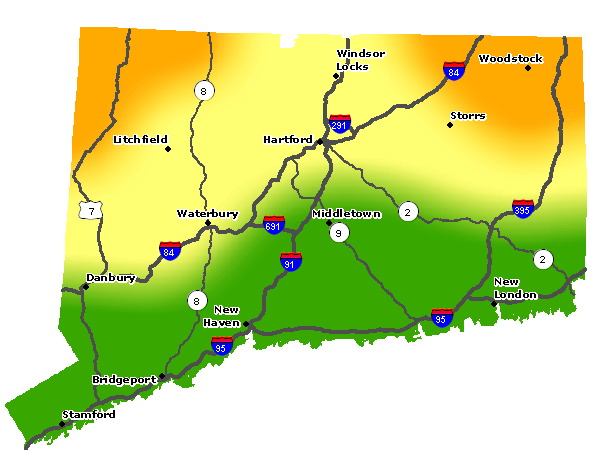 Windsor
Locks
Woodstock
84
8
Storrs
291
Litchfield
Hartford
7
Waterbury
Middletown
2
395
691
9
84
91
2
Danbury
New
London
8
New
Haven
95
95
Bridgeport
Stamford